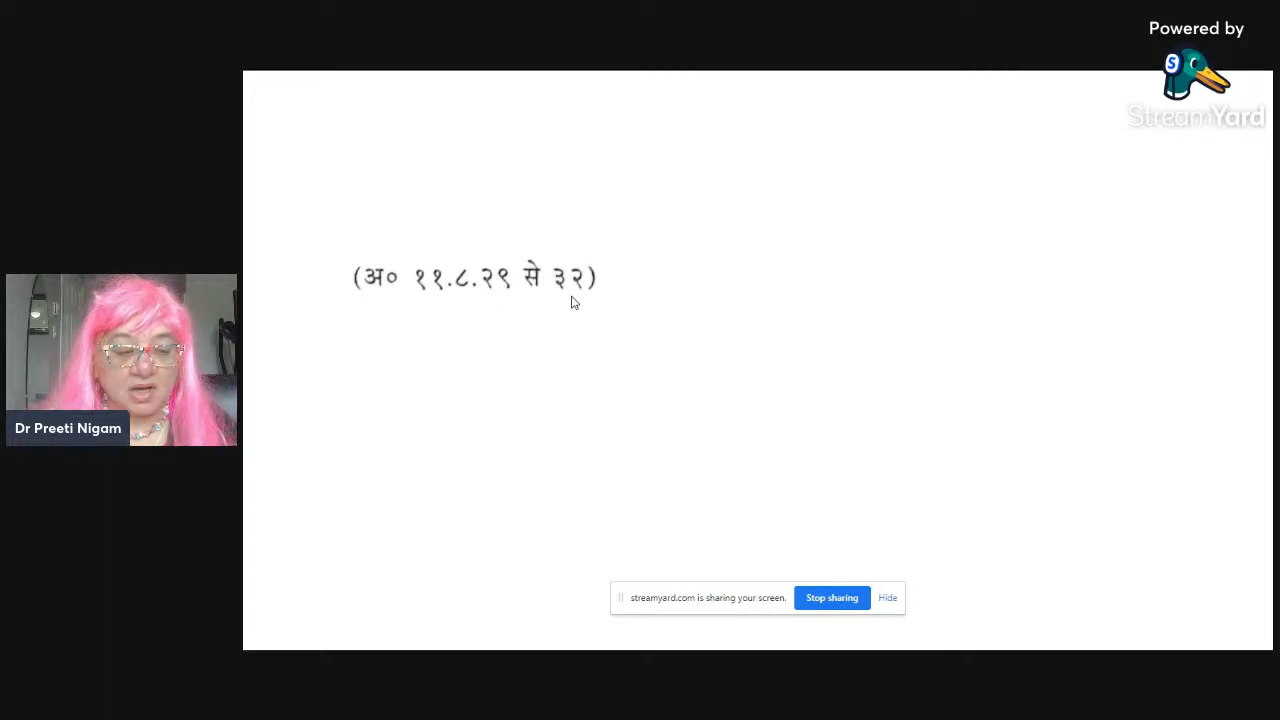 Powered by
StreamYard
(अ० ११.८.२९ से ३२)
Dr Preeti Nigam
streamyard.com is sharing your screen.
Stop sharing
Hide